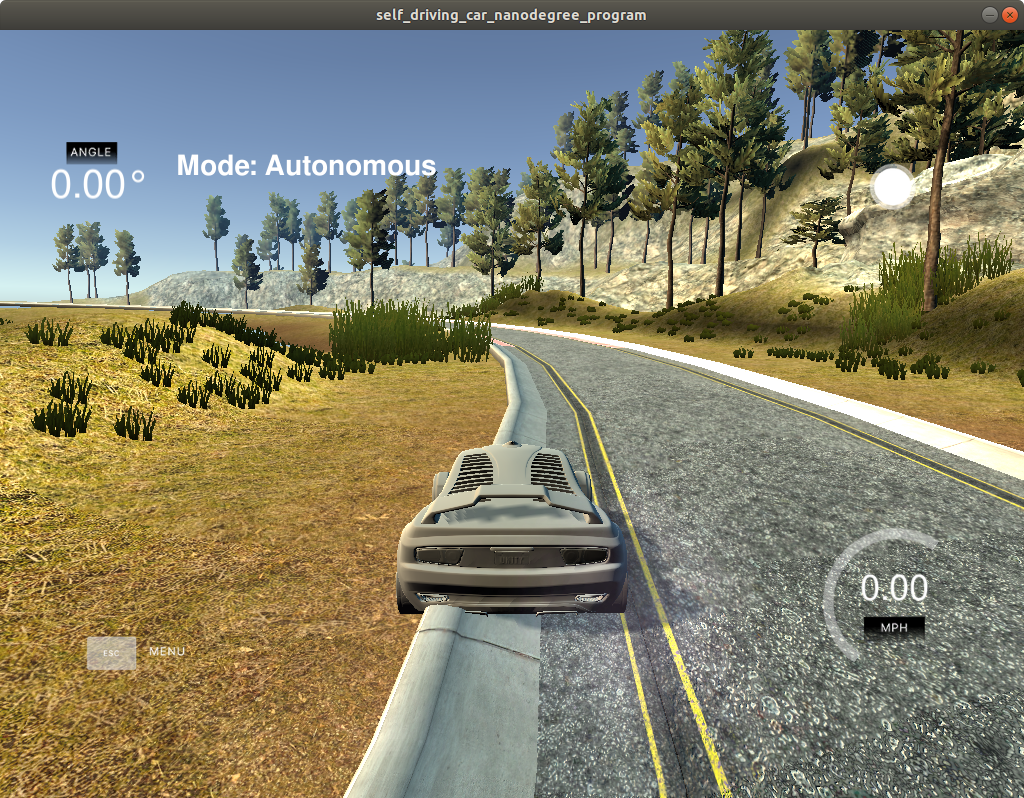 self_driving_car_nanodegree_program
ANGLE
0.00°
Mode: Autonomous
0.00
MPH
ESC
MENU